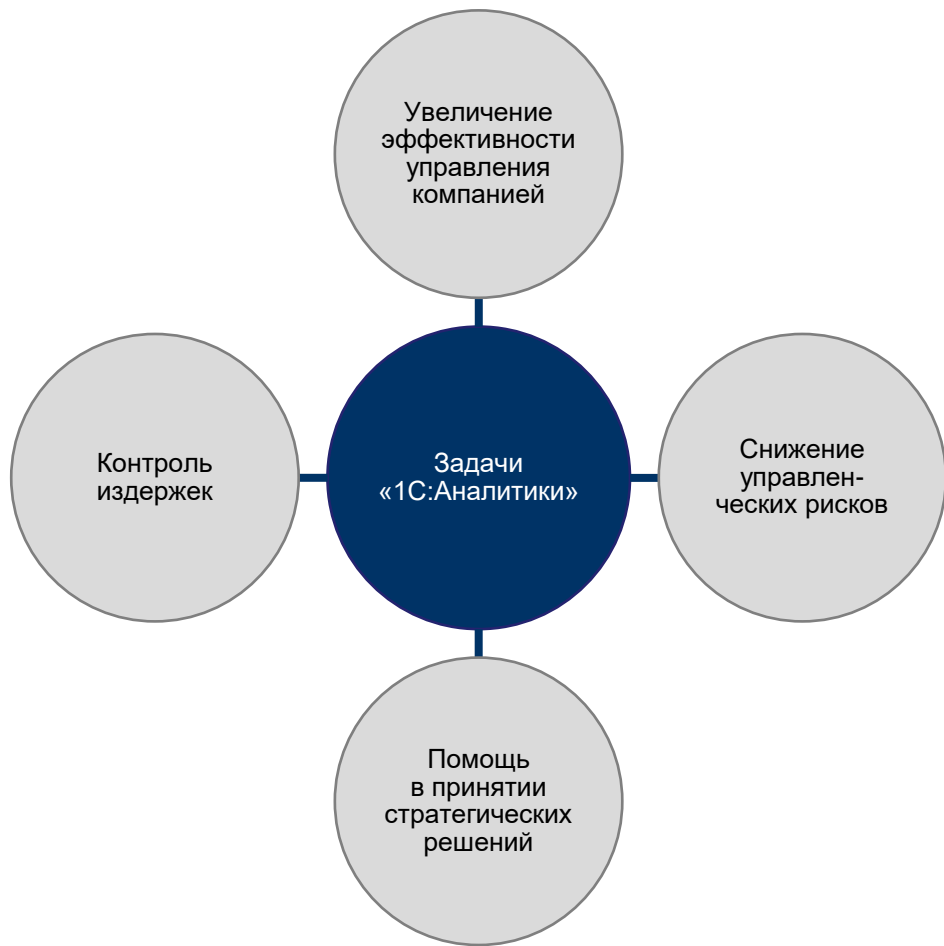 Увеличение
эффективности
управления
компанией
Контроль
издержек
Задачи
«1С:Аналитики»
Снижение
управлен-
ческих рисков
Помощь
в принятии
стратегических
решений